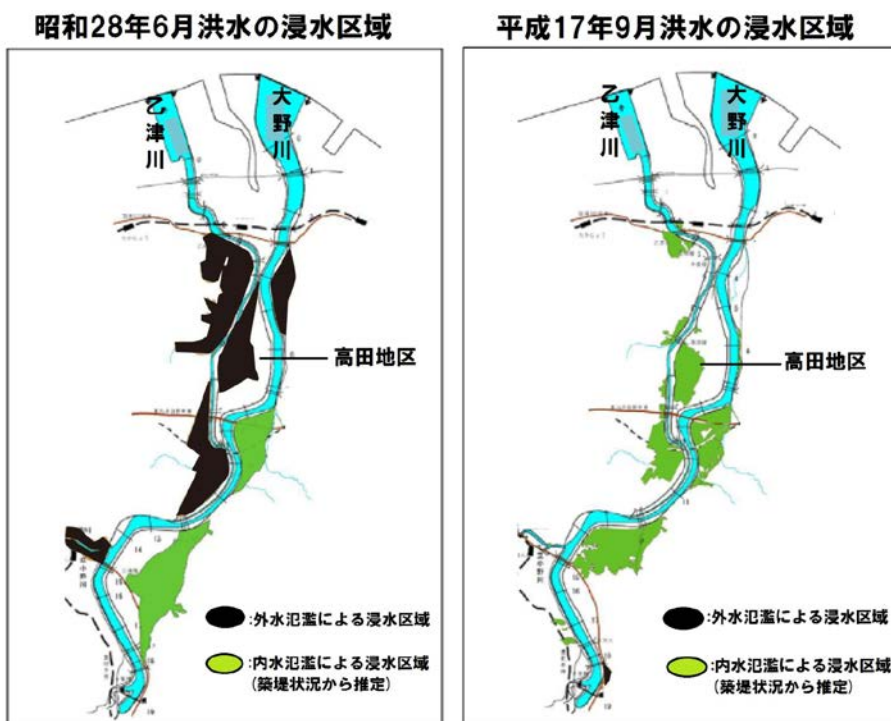 昭和28年6月洪水の浸水区域
乙津川
大野川
高田地区
:外水氾濫による浸水区域
:内水氾濫による浸水区域
(築堤状況から推定)
平成17年9月洪水の浸水区域
乙津川
大野川
高田地区
:外水氾濫による浸水区域
:内水氾濫による浸水区域
(築堤状況から推定)